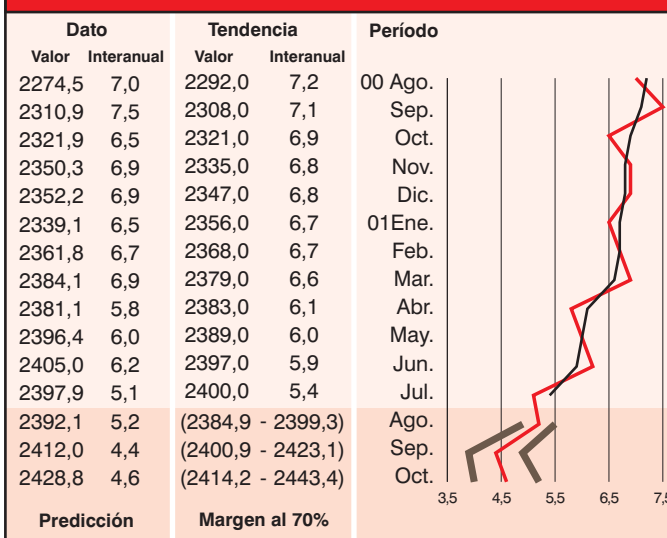 Dato Tendencia Período
Valor Interanual Valor Interanual
2274,5 7,0 2292,0 7,2 00 Ago.
2310,9 7,5 2308,0 7,1 Sep.
2321,9 6,5 2321,0 6,9 Oct.
2350,3 6,9 2335,0 6,8 Nov.
2352,2 6,9 2347,0 6,8 Dic.
2339,1 6,5 2356,0 6,7 01Ene.
2361,8 6,7 2368,0 6,7 Feb.
2384,1 6,9 2379,0 6,6 Mar.
2381,1 5,8 2383,0 6,1 Abr.
2396,4 6,0 2389,0 6,0 May.
2405,0 6,2 2397,0 5,9 Jun.
2397,9 5,1 2400,0 5,4 Jul.
2392,1 5,2 (2384,9 - 2399,3) Ago.
2412,0 4,4 (2400,9 - 2423,1) Sep.
2428,8 4,6 (2414,2 - 2443,4) Oct.
3,5 4,5 5,5 6,5 7,5
Predicción Margen al 70%